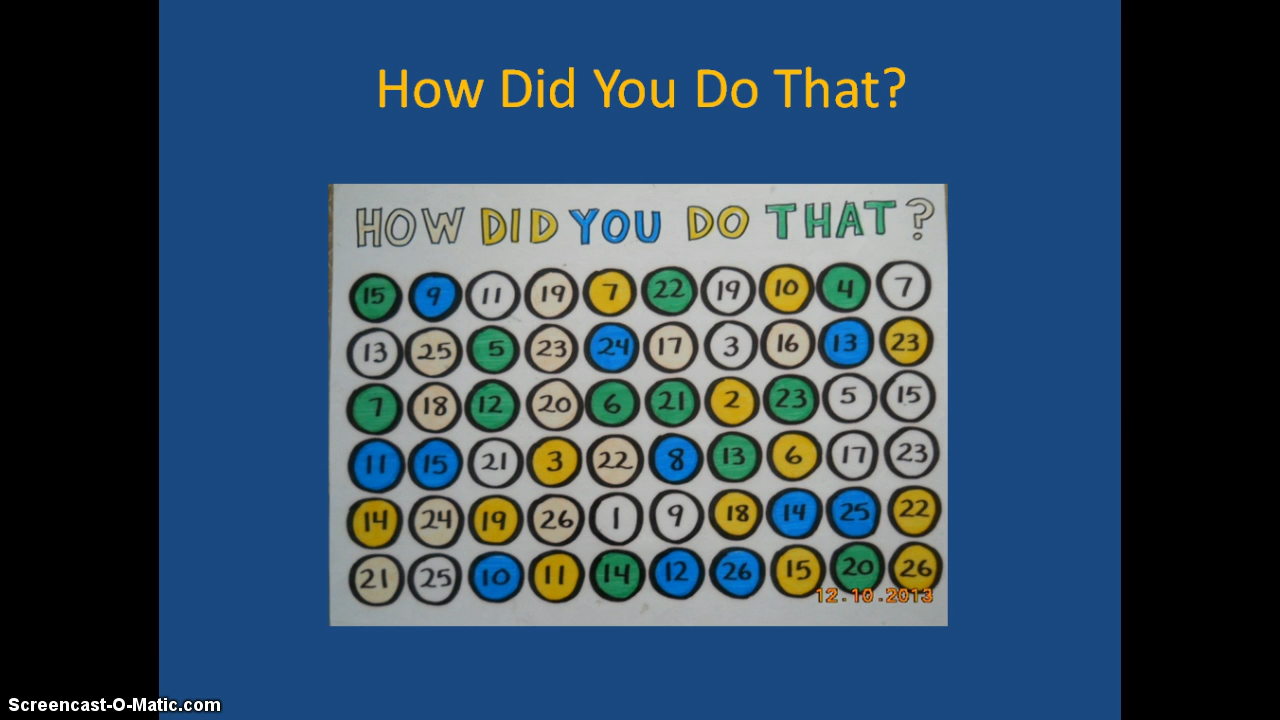 How Did You Do That?
HOW DID YOU DO THAT?
15 9 11 19 7 22 19 10 4 7
13 25 5 23 24 17 3 16 13 23
7 18 12 20 6 21 2 23 5 15
11 15 21 3 22 8 13 6 17 23
14 24 19 26 1 9 18 14 25 22
21 25 10 11 14 12 26 15 20 26
12.10.2013
Screencast-O-Matic.com